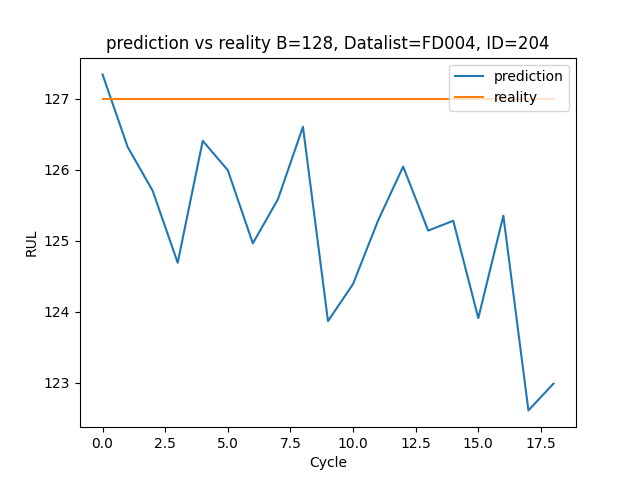 prediction vs reality B=128, Datalist=FD004, ID=204
prediction
reality
127
126
125
124
123
RUL
0.0 2.5 5.0 7.5 10.0 12.5 15.0 17.5
Cycle